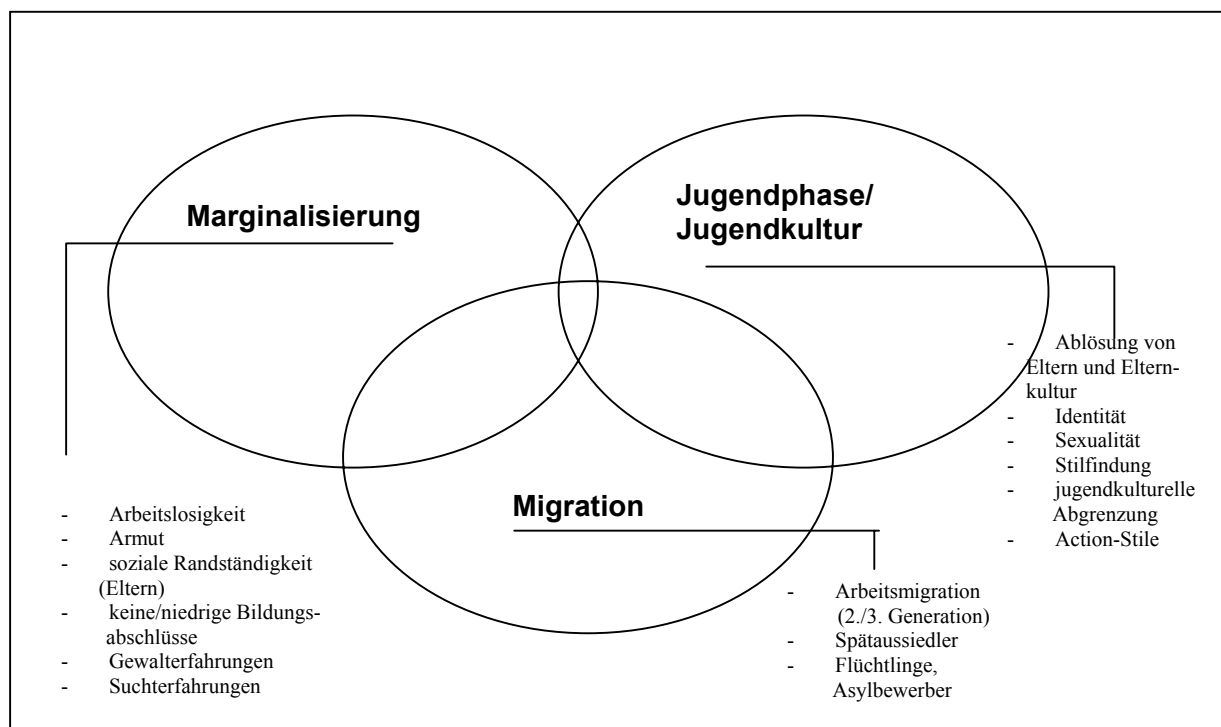 Marginalisierung
Jugendphase/
Jugendkultur
- Ablösung von
Eltern und Eltern-
kultur
- Identität
- Sexualität
- Stilfindung
- jugendkulturelle
Abgrenzung
- Action-Stile
Migration
- Arbeitslosigkeit
- Armut
- soziale Randständigkeit
(Eltern)
- keine/niedrige Bildungs-
abschlüsse
- Gewalterfahrungen
- Suchterfahrungen
- Arbeitsmigration
(2./3. Generation)
- Spätaussiedler
- Flüchtlinge,
Asylbewerber